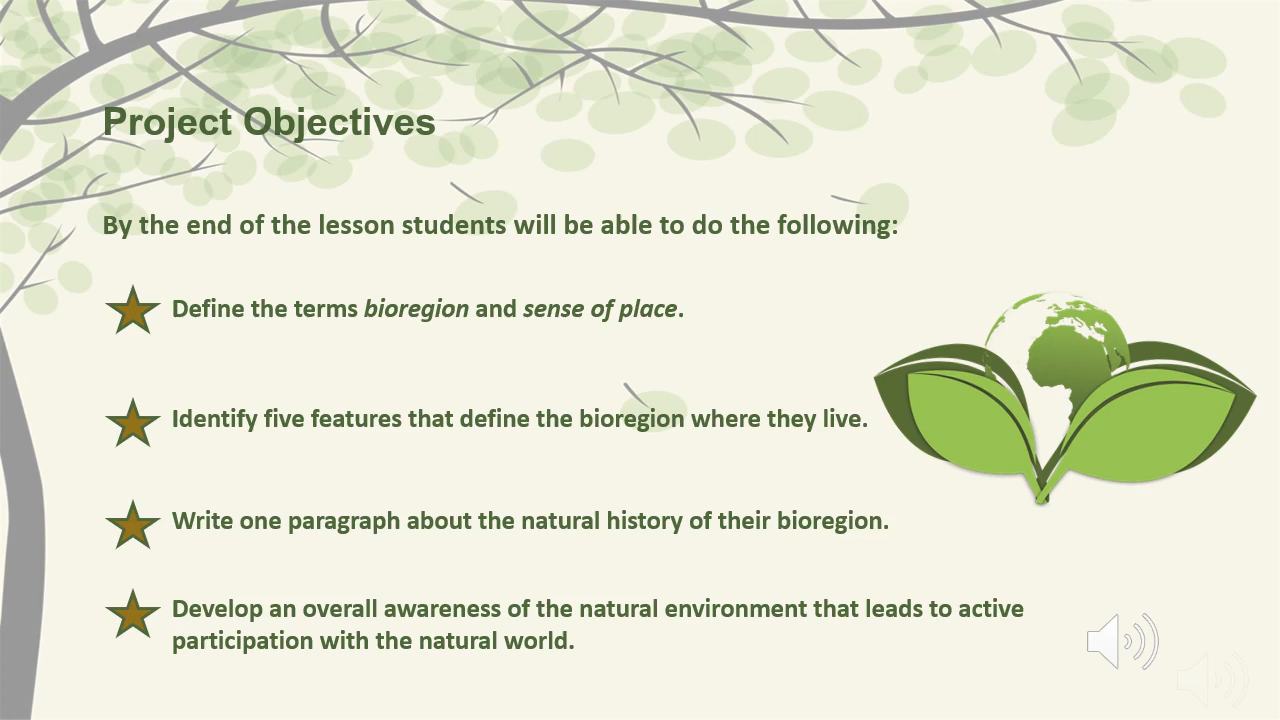 Project Objectives
By the end of the lesson students will be able to do the following:
Define the terms bioregion and sense of place.
Identify five features that define the bioregion where they live.
Write one paragraph about the natural history of their bioregion.
Develop an overall awareness of the natural environment that leads to active
participation with the natural world.